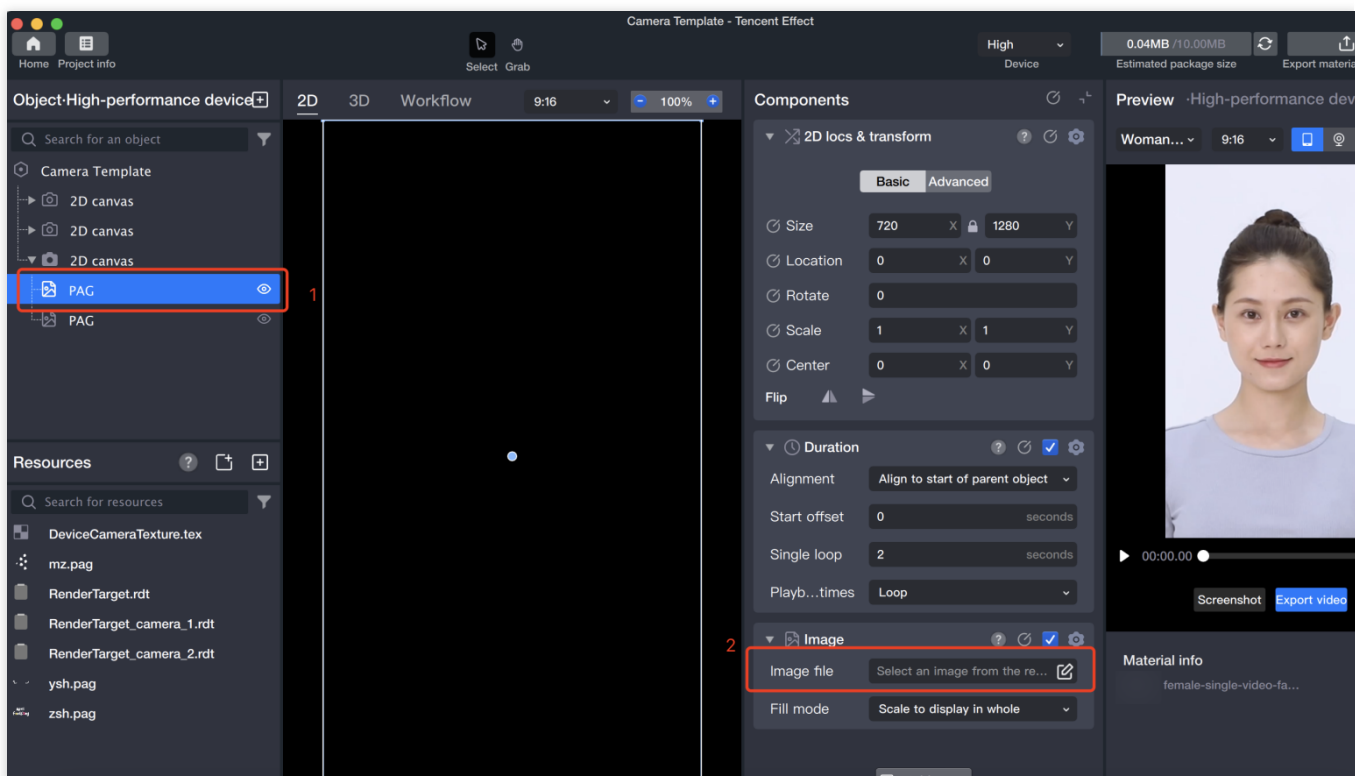 Camera Template - Tencent Effect
Home Project info
Select Grab
High
Device
0.04MB /10.00MB
Estimated package size
Export materia
Object·High-performance device
Search for an object
Camera Template
2D canvas
2D canvas
2D canvas
PAG
PAG
1
Resources
Search for resources
DeviceCameraTexture.tex
mz.pag
RenderTarget.rdt
RenderTarget_camera_1.rdt
RenderTarget_camera_2.rdt
ysh.pag
zsh.pag
2D 3D Workflow 9:16 100%
Components
2D locs & transform
Basic Advanced
Size 720 X 1280 Y
Location 0 X 0 Y
Rotate 0
Scale 1 X 1 Y
Center 0 X 0 Y
Flip
Duration
Alignment Align to start of parent object
Start offset 0 seconds
Single loop 2 seconds
Playb...times Loop
2
Image
Image file Select an image from the re...
Fill mode Scale to display in whole
Preview ·High-performance dev
Woman... 9:16
00:00.00
Screenshot Export video
Material info
female-single-video-fa...